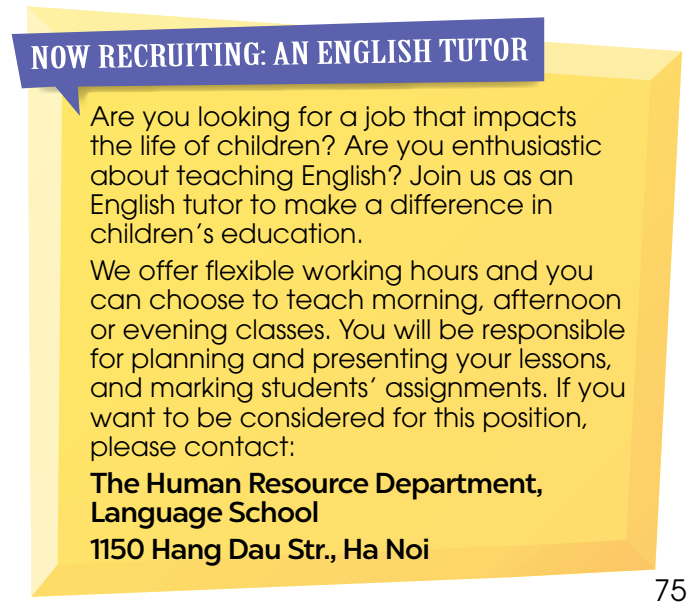 NOW RECRUITING: AN ENGLISH TUTOR
Are you looking for a job that impacts
the life of children? Are you enthusiastic
about teaching English? Join us as an
English tutor to make a difference in
children's education.
We offer flexible working hours and you
can choose to teach morning, afternoon
or evening classes. You will be responsible
for planning and presenting your lessons,
and marking students' assignments. If you
want to be considered for this position,
please contact:
The Human Resource Department,
Language School
1150 Hang Dau Str., Ha Noi
75